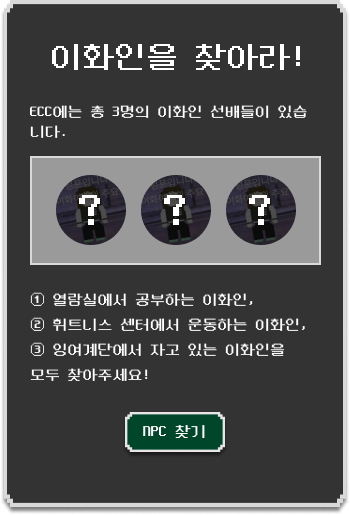 이화인을 찾아라!
ECC에는 총 3명의 이화인 선배들이 있습
니다.
? ? ?
① 열람실에서 공부하는 이화인,
② 휘트니스 센터에서 운동하는 이화인,
③ 잉여계단에서 자고 있는 이화인을
모두 찾아주세요!
NPC 찾기